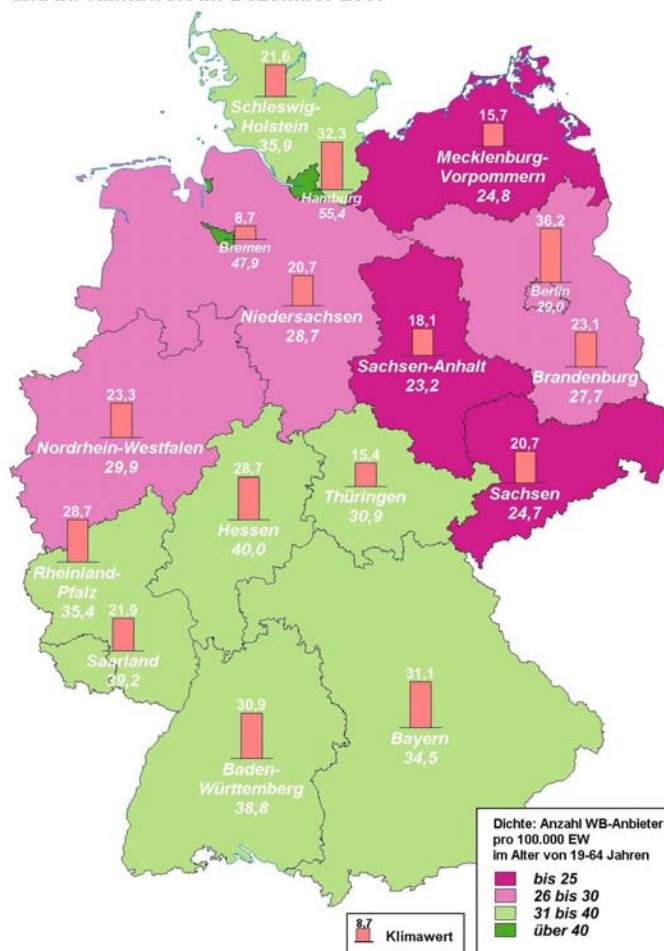 21,6
Schleswig-
Holstein
35,9
32,3
Hamburg
55,4
15,7
Mecklenburg-
Vorpommern
24,8
8,7
Bremen
47,9
36,2
Berlin
29,0
20,7
Niedersachsen
28,7
18,1
Sachsen-Anhalt
23,2
23,1
Brandenburg
27,7
23,3
Nordrhein-Westfalen
29,9
28,7
Hessen
40,0
15,4
Thüringen
30,9
20,7
Sachsen
24,7
28,7
Rheinland-
Pfalz
35,4
21,9
Saarland
39,2
30,9
Baden-
Württemberg
38,8
31,1
Bayern
34,5
Dichte: Anzahl WB-Anbieter
pro 100.000 EW
im Alter von 19-64 Jahren
bis 25
26 bis 30
31 bis 40
über 40
8,7
Klimawert